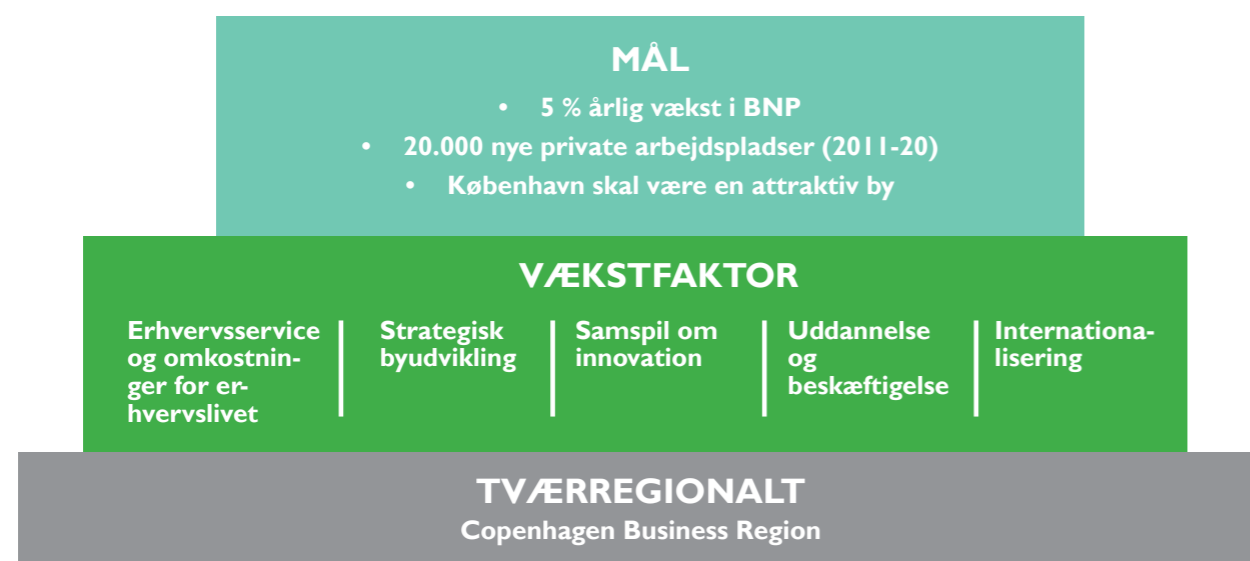 MÅL
• 5 % årlig vækst i BNP
• 20.000 nye private arbejdspladser (2011-20)
• København skal være en attraktiv by
VÆKSTFAKTOR
Erhvervsservice
og omkostnin-
ger for er-
hvervslivet
Strategisk
byudvikling
Samspil om
innovation
Uddannelse
og
beskæftigelse
Internationa-
lisering
TVÆRREGIONALT
Copenhagen Business Region